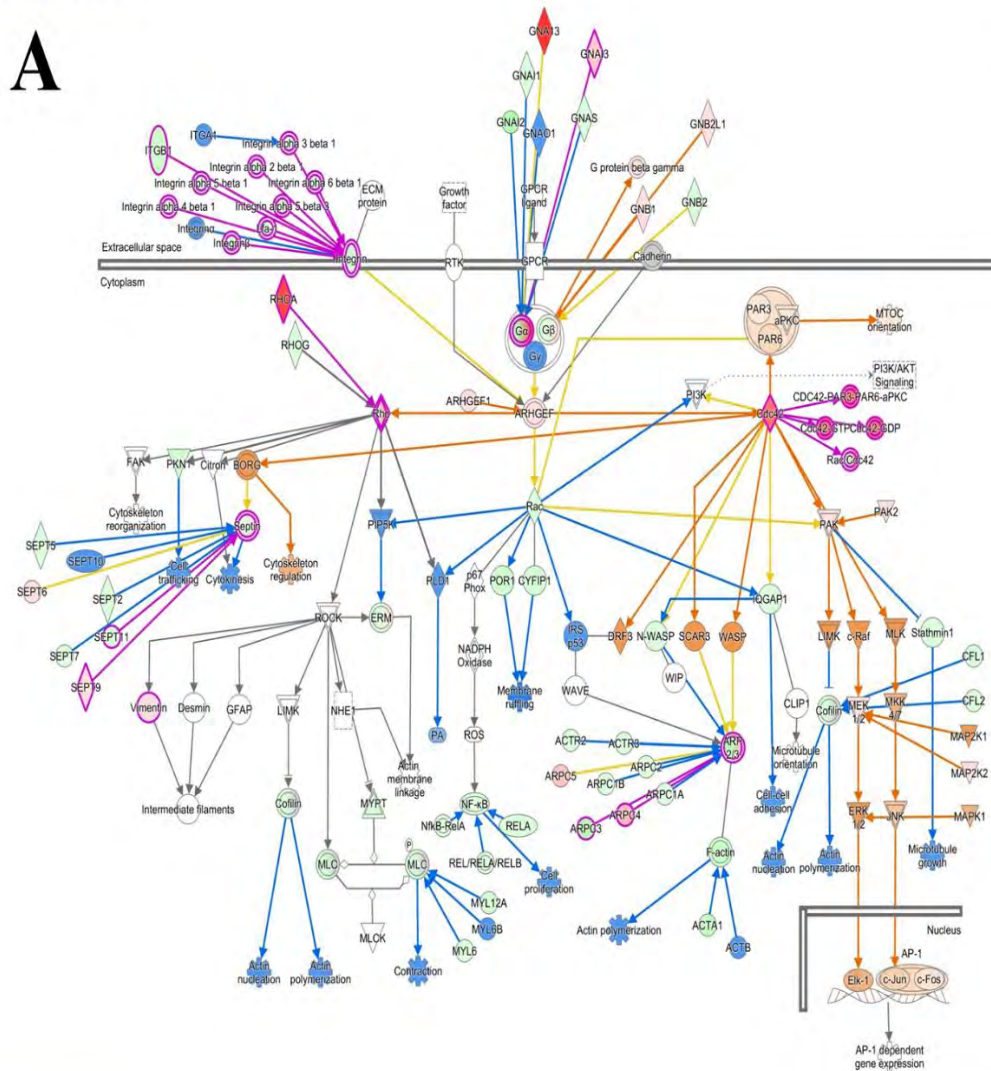 A
GNA13
GNAI3
GNAI1
GNAI2
GNAO1
GNAS
GNB2L1
ITGB1
ITGA1
Integrin alpha 3 beta 1
Integrin alpha 2 beta 1
Integrin alpha 5 beta 1
Integrin alpha 6 beta 1
Integrin alpha 5 beta 3
Integrin alpha 4 beta 1
Integrinα
Lfa-1
Integrinβ
Integrin
ECM
protein
Growth
factor
GPCR
ligand
G protein beta gamma
GNB1
GNB2
Extracellular space
RTK
GPCR
Cadherin
Cytoplasm
RHOA
RHOG
Gα
Gβ
Gγ
PAR3
aPKC
PAR6
MTOC
orientation
PI3K/AKT
Signaling
PI3K
ARHGEF1
ARHGEF
Rho
Cdc42
CDC42-PAR3-PAR6-aPKC
Rac/Cdc42
FAK
PKN1
Citron
BORG
Cytoskeleton
reorganization
Septin
PIP5K
Rac
PAK
PAK2
SEPT5
SEPT10
SEPT6
SEPT2
SEPT7
SEPT11
SEPT9
Cell
trafficking
Cytokinesis
Cytoskeleton
regulation
ROCK
ERM
PLD1
p67
Phox
POR1
CYFIP1
IRS
p53
DRF3
N-WASP
SCAR3
WASP
IQGAP1
LIMK
c-Raf
MLK
Stathmin1
CFL1
CFL2
Vimentin
Desmin
GFAP
LIMK
NHE1
NADPH
Oxidase
Membrane
ruffling
WAVE
WIP
CLIP1
Cofilin
MEK
1/2
MKK
4/7
MAP2K1
MAP2K2
PA
ROS
ACTR2
ACTR3
ARP
2/3
Microtubule
orientation
Actin
membrane
linkage
ARPC5
ARPC2
ARPC1B
ARPC1A
ARPC3
ARPC4
Cell-cell
adhesion
Intermediate filaments
Cofilin
MYPT
NF-κB
NfkB-RelA
RELA
REL/RELA/RELB
ERK
1/2
JNK
MAPK1
MLC
P
MLC
Cell
proliferation
F-actin
Actin
nucleation
Actin
polymerization
Microtubule
growth
MLCK
MYL12A
MYL6B
MYL6
ACTA1
ACTB
Actin polymerization
Actin
nucleation
Actin
polymerization
Contraction
Nucleus
AP-1
Elk-1
c-Jun
c-Fos
AP-1 dependent
gene expression